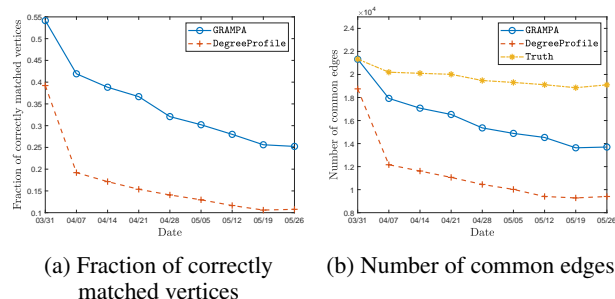 GRAMPA
DegreeProfile
Fraction of correctly matched vertices
0.55
0.5
0.45
0.4
0.35
0.3
0.25
0.2
0.15
0.1
03/31 04/07 04/14 04/21 04/28 05/05 05/12 05/19 05/26
Date
(a) Fraction of correctly
matched vertices
×10⁴
GRAMPA
DegreeProfile
Truth
Number of common edges
2.4
2.2
2
1.8
1.6
1.4
1.2
1
0.8
03/31 04/07 04/14 04/21 04/28 05/05 05/12 05/19 05/26
Date
(b) Number of common edges